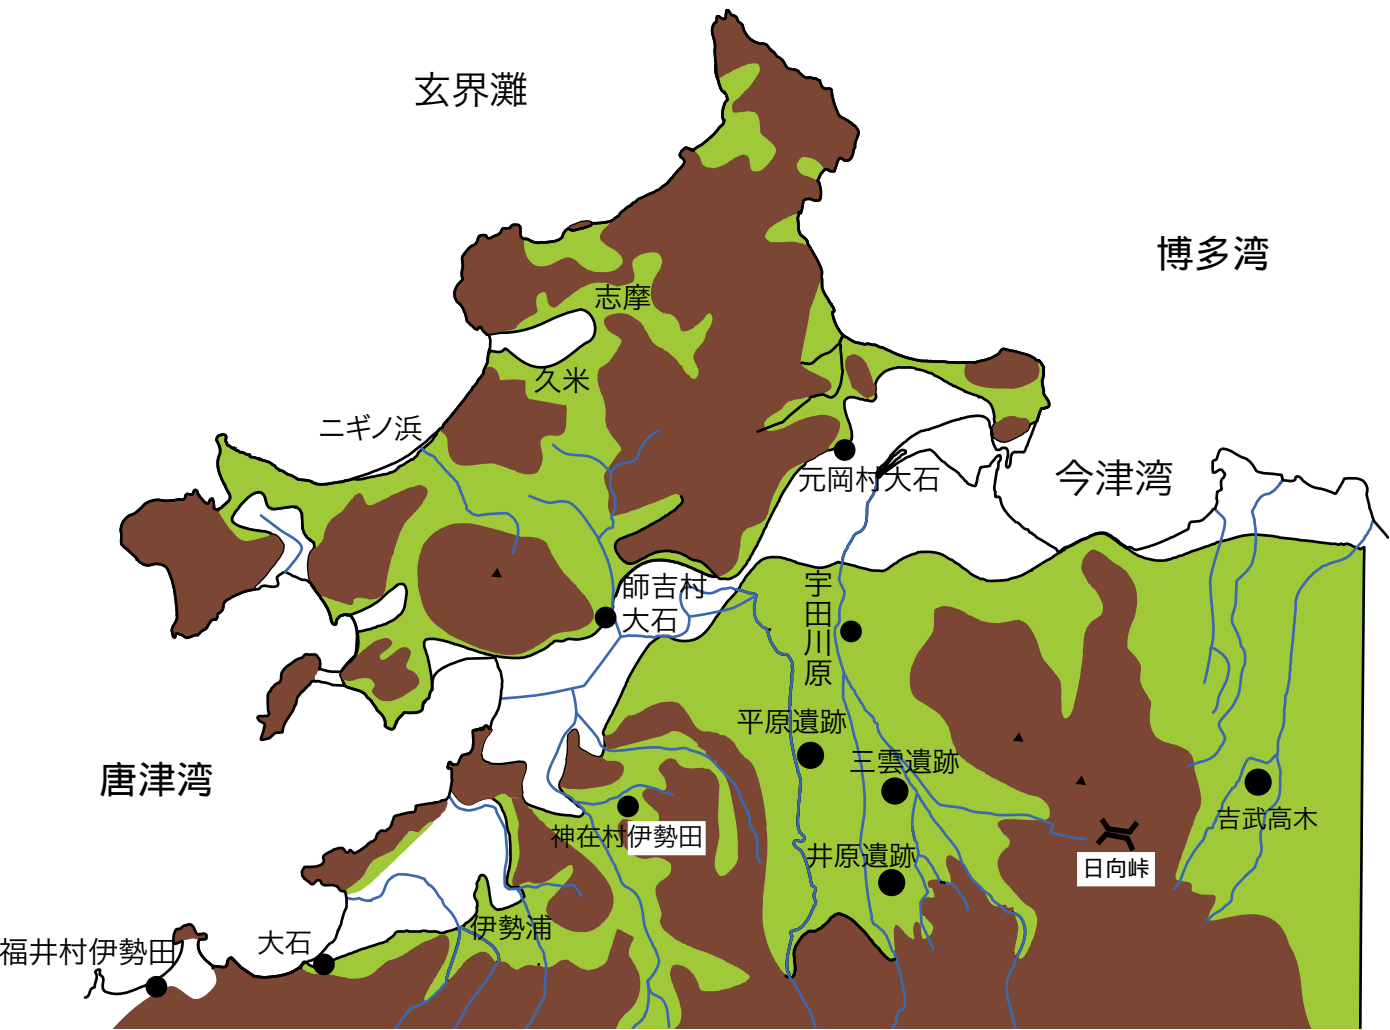 玄界灘
博多湾
志摩
久米
ニギノ浜
元岡村大石
今津湾
師吉村
大石
宇田川原
平原遺跡
三雲遺跡
唐津湾
吉武高木
神在村伊勢田
井原遺跡
日向峠
伊勢浦
大石
福井村伊勢田